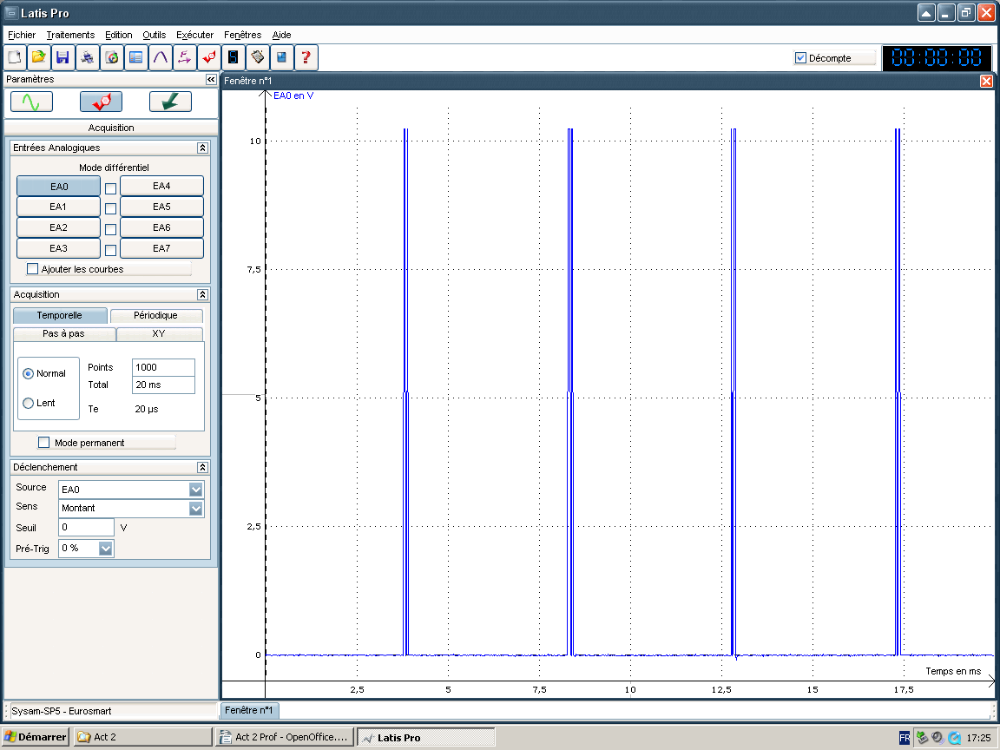 Latis Pro
Fichier Traitements Edition Outils Exécuter Fenêtres Aide
Décompte 00:00:00
Paramètres
Fenêtre n°1
EA0 en V
Acquisition
Entrées Analogiques
Mode différentiel
EA0 EA4
EA1 EA5
EA2 EA6
EA3 EA7
Ajouter les courbes
Acquisition
Temporelle Périodique
Pas à pas XY
Normal Points 1000
Total 20 ms
Lent Te 20 µs
Mode permanent
Déclenchement
Source EA0
Sens Montant
Seuil 0 V
Pré-Trig 0 %
10
7,5
5
2,5
0
Temps en ms
2,5 5 7,5 10 12,5 15 17,5
Sysam-SP5 - Eurosmart
Fenêtre n°1
Démarrer Act 2 Act 2 Prof - OpenOffice.... Latis Pro FR 17:25